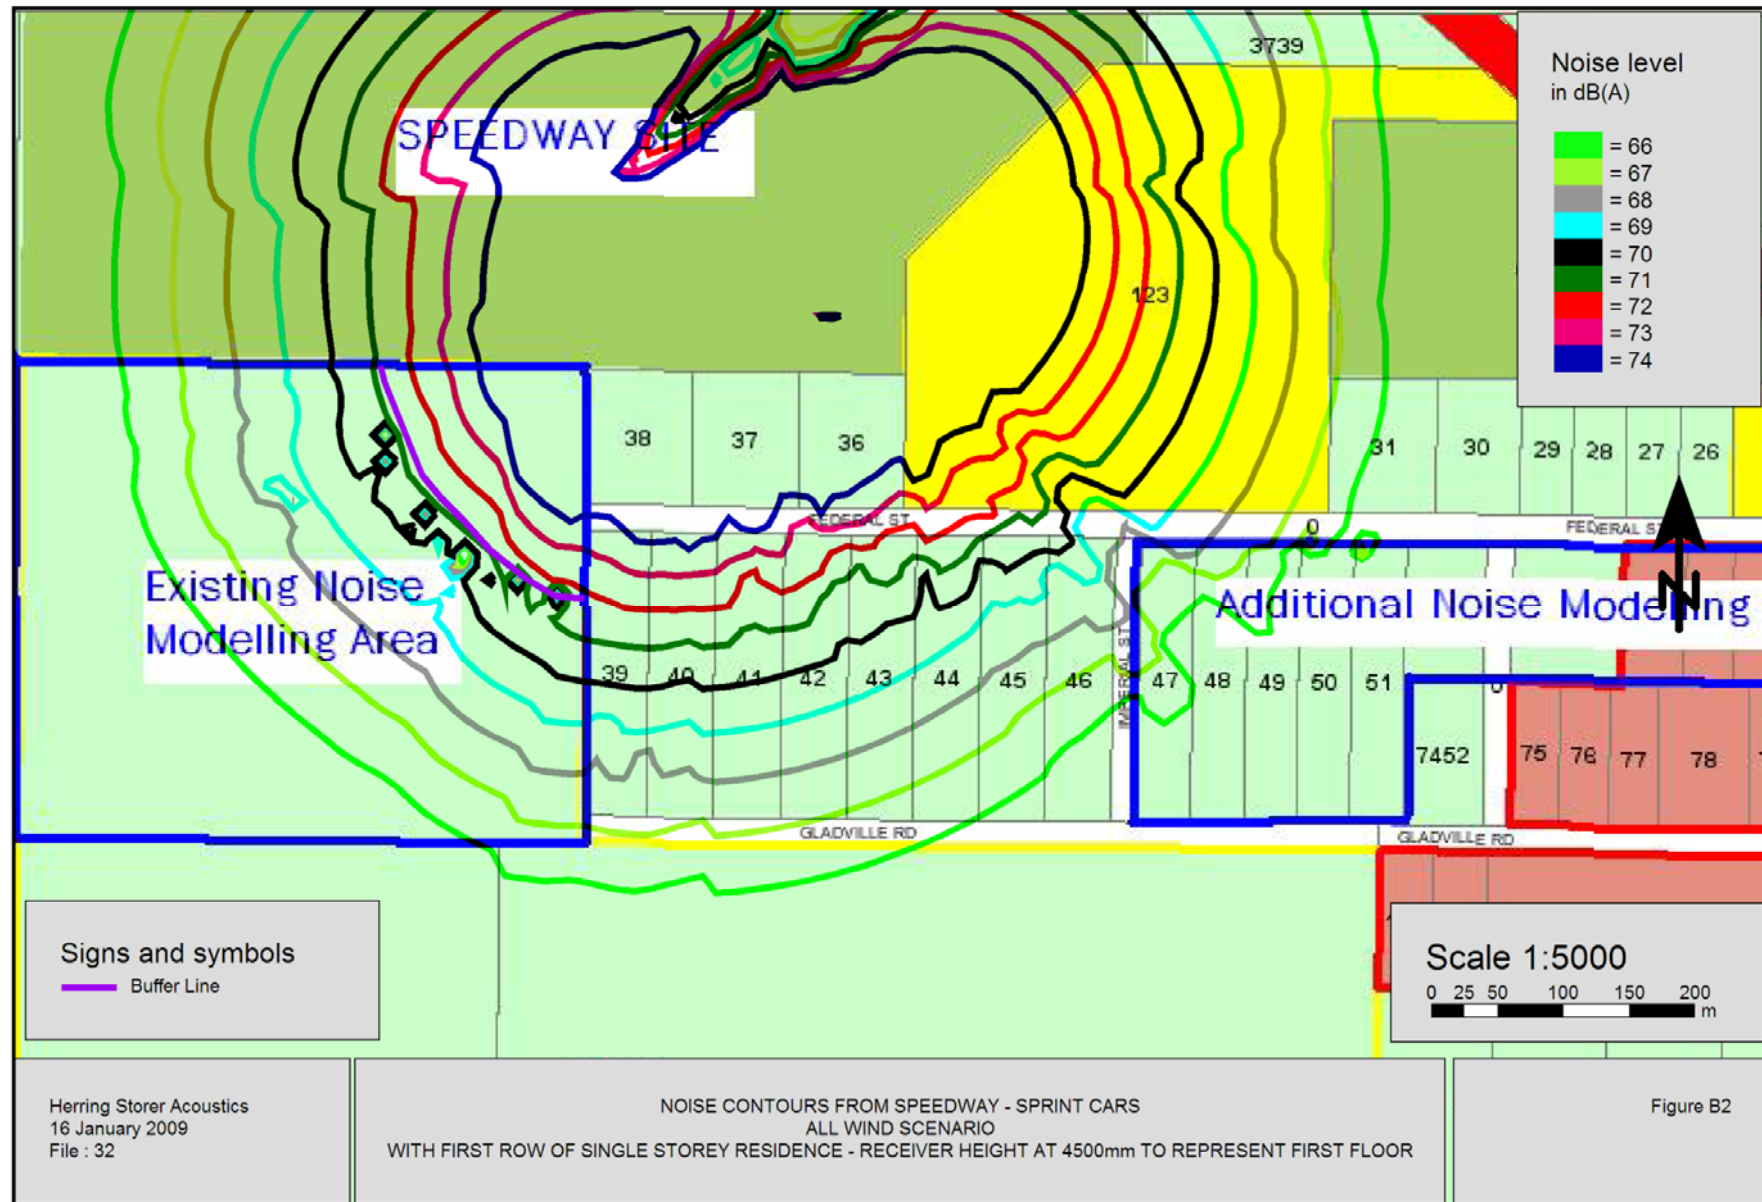 3739
Noise level
in dB(A)
= 66
= 67
= 68
= 69
= 70
= 71
= 72
= 73
= 74
SPEEDWAY SITE
123
38
37
36
31
30
29
28
27
26
FEDERAL ST
0
FEDERAL ST
N
Existing Noise
Modelling Area
Additional Noise Modelling
IMPERIAL ST
39
40
41
42
43
44
45
46
47
48
49
50
51
0
7452
75
76
77
78
GLADVILLE RD
GLADVILLE RD
Signs and symbols
Buffer Line
Scale 1:5000
0 25 50 100 150 200
m
Herring Storer Acoustics
16 January 2009
File : 32
NOISE CONTOURS FROM SPEEDWAY - SPRINT CARS
ALL WIND SCENARIO
WITH FIRST ROW OF SINGLE STOREY RESIDENCE - RECEIVER HEIGHT AT 4500mm TO REPRESENT FIRST FLOOR
Figure B2